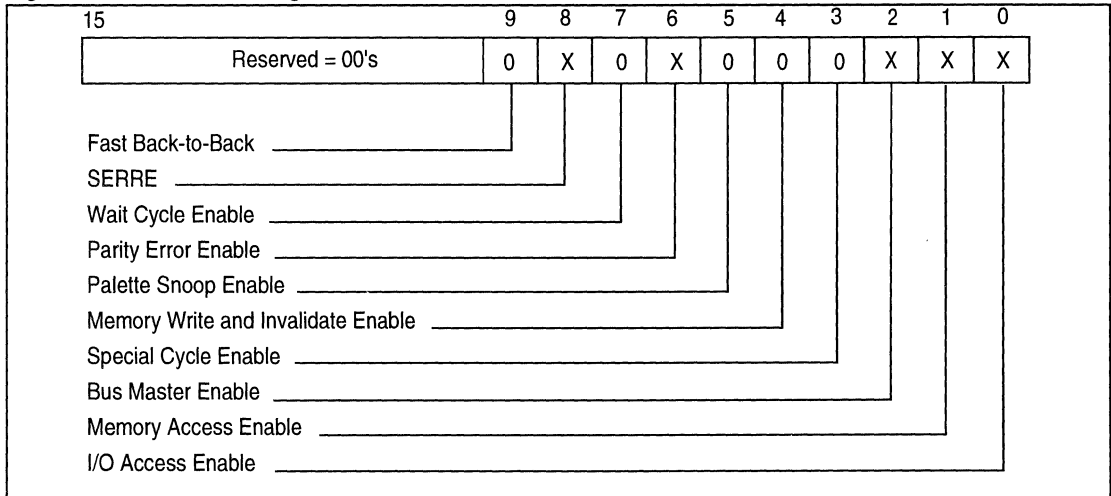 15 9 8 7 6 5 4 3 2 1 0
Reserved = 00's 0 X 0 X 0 0 0 X X X
Fast Back-to-Back
SERRE
Wait Cycle Enable
Parity Error Enable
Palette Snoop Enable
Memory Write and Invalidate Enable
Special Cycle Enable
Bus Master Enable
Memory Access Enable
I/O Access Enable